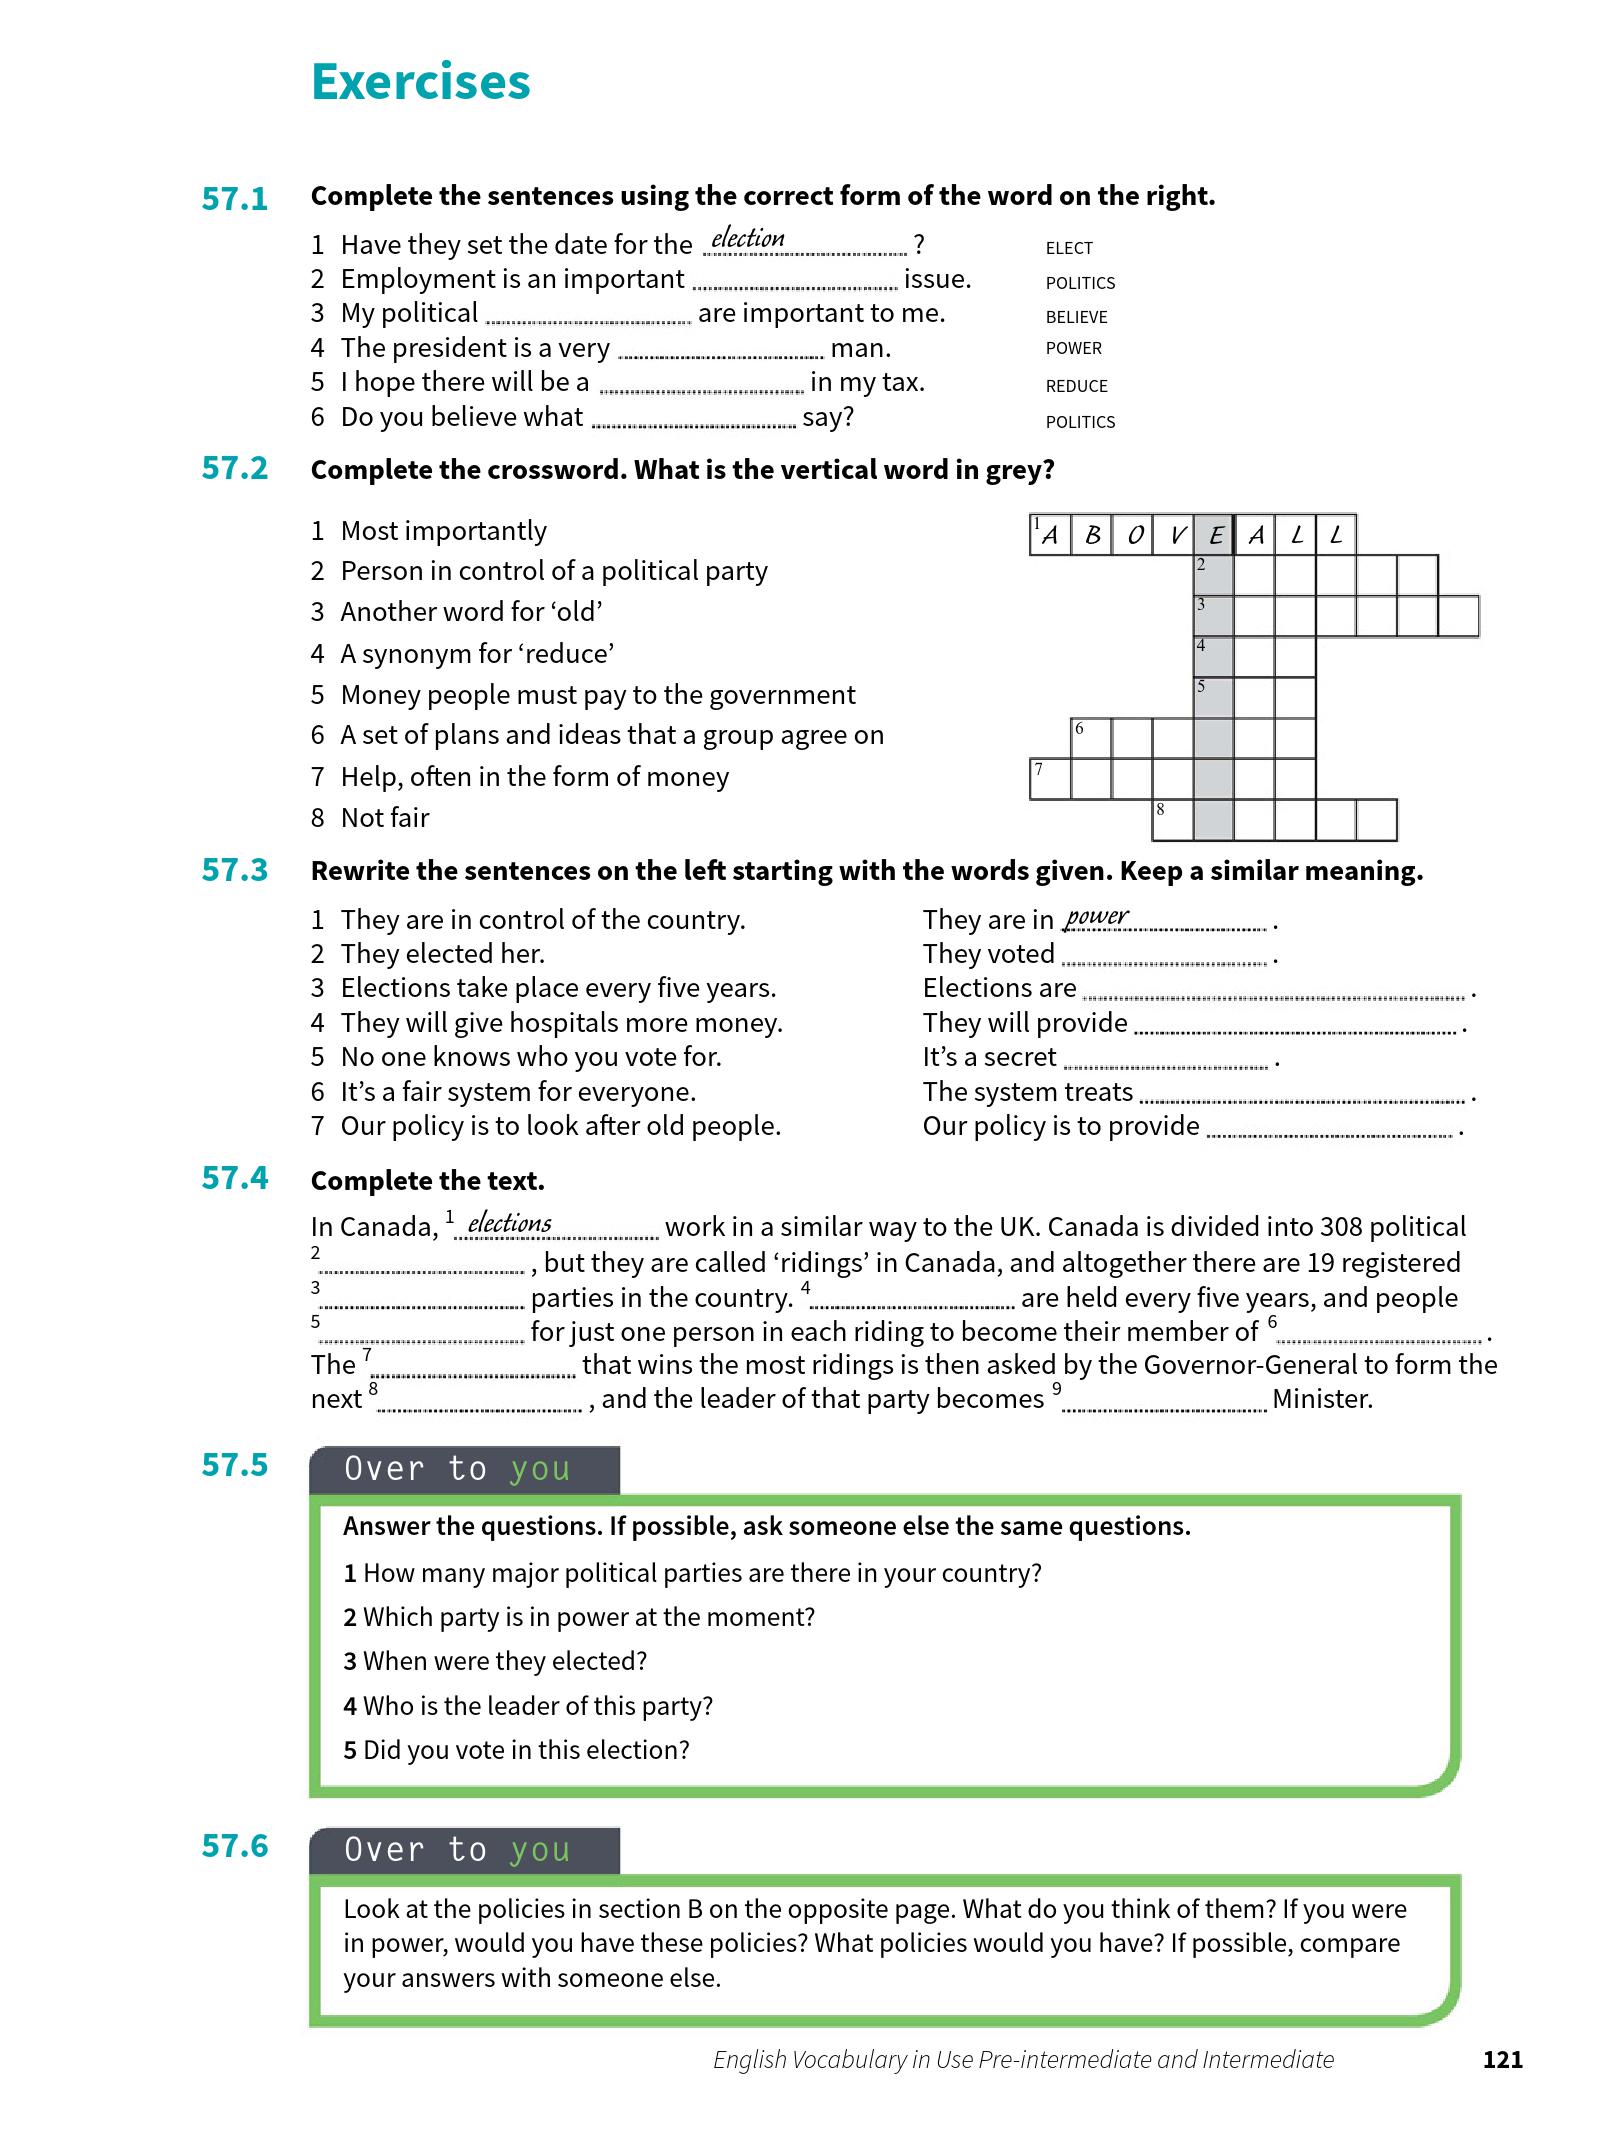 Exercises
57.1 Complete the sentences using the correct form of the word on the right.
1 Have they set the date for the election ? ELECT
2 Employment is an important ........ issue. POLITICS
3 My political ........ are important to me. BELIEVE
4 The president is a very ........ man. POWER
5 I hope there will be a ........ in my tax. REDUCE
6 Do you believe what ........ say? POLITICS
57.2 Complete the crossword. What is the vertical word in grey?
1 Most importantly
2 Person in control of a political party
3 Another word for ‘old’
4 A synonym for ‘reduce’
5 Money people must pay to the government
6 A set of plans and ideas that a group agree on
7 Help, often in the form of money
8 Not fair
1 A B O V E A L L
2
3
4
5
6
7
8
57.3 Rewrite the sentences on the left starting with the words given. Keep a similar meaning.
1 They are in control of the country. They are in power .
2 They elected her. They voted ........ .
3 Elections take place every five years. Elections are ........ .
4 They will give hospitals more money. They will provide ........ .
5 No one knows who you vote for. It’s a secret ........ .
6 It’s a fair system for everyone. The system treats ........ .
7 Our policy is to look after old people. Our policy is to provide ........ .
57.4 Complete the text.
In Canada, 1 elections work in a similar way to the UK. Canada is divided into 308 political
2 ........ , but they are called ‘ridings’ in Canada, and altogether there are 19 registered
3 ........ parties in the country. 4 ........ are held every five years, and people
5 ........ for just one person in each riding to become their member of 6 ........ .
The 7 ........ that wins the most ridings is then asked by the Governor-General to form the
next 8 ........ , and the leader of that party becomes 9 ........ Minister.
57.5 Over to you
Answer the questions. If possible, ask someone else the same questions.
1 How many major political parties are there in your country?
2 Which party is in power at the moment?
3 When were they elected?
4 Who is the leader of this party?
5 Did you vote in this election?
57.6 Over to you
Look at the policies in section B on the opposite page. What do you think of them? If you were
in power, would you have these policies? What policies would you have? If possible, compare
your answers with someone else.
English Vocabulary in Use Pre-intermediate and Intermediate 121